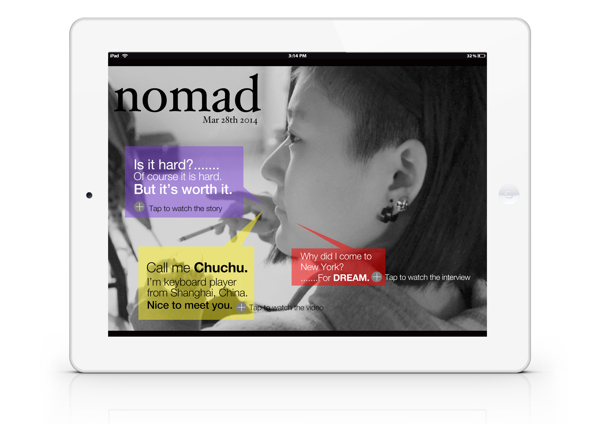 iPad 3:14 PM 32%
nomad
Mar 28th 2014
Is it hard?.......
Of course it is hard.
But it's worth it.
Tap to watch the story
Call me Chuchu.
I'm keyboard player
from Shanghai, China.
Nice to meet you.
Tap to watch the video
Why did I come to
New York?
.......For DREAM.
Tap to watch the interview